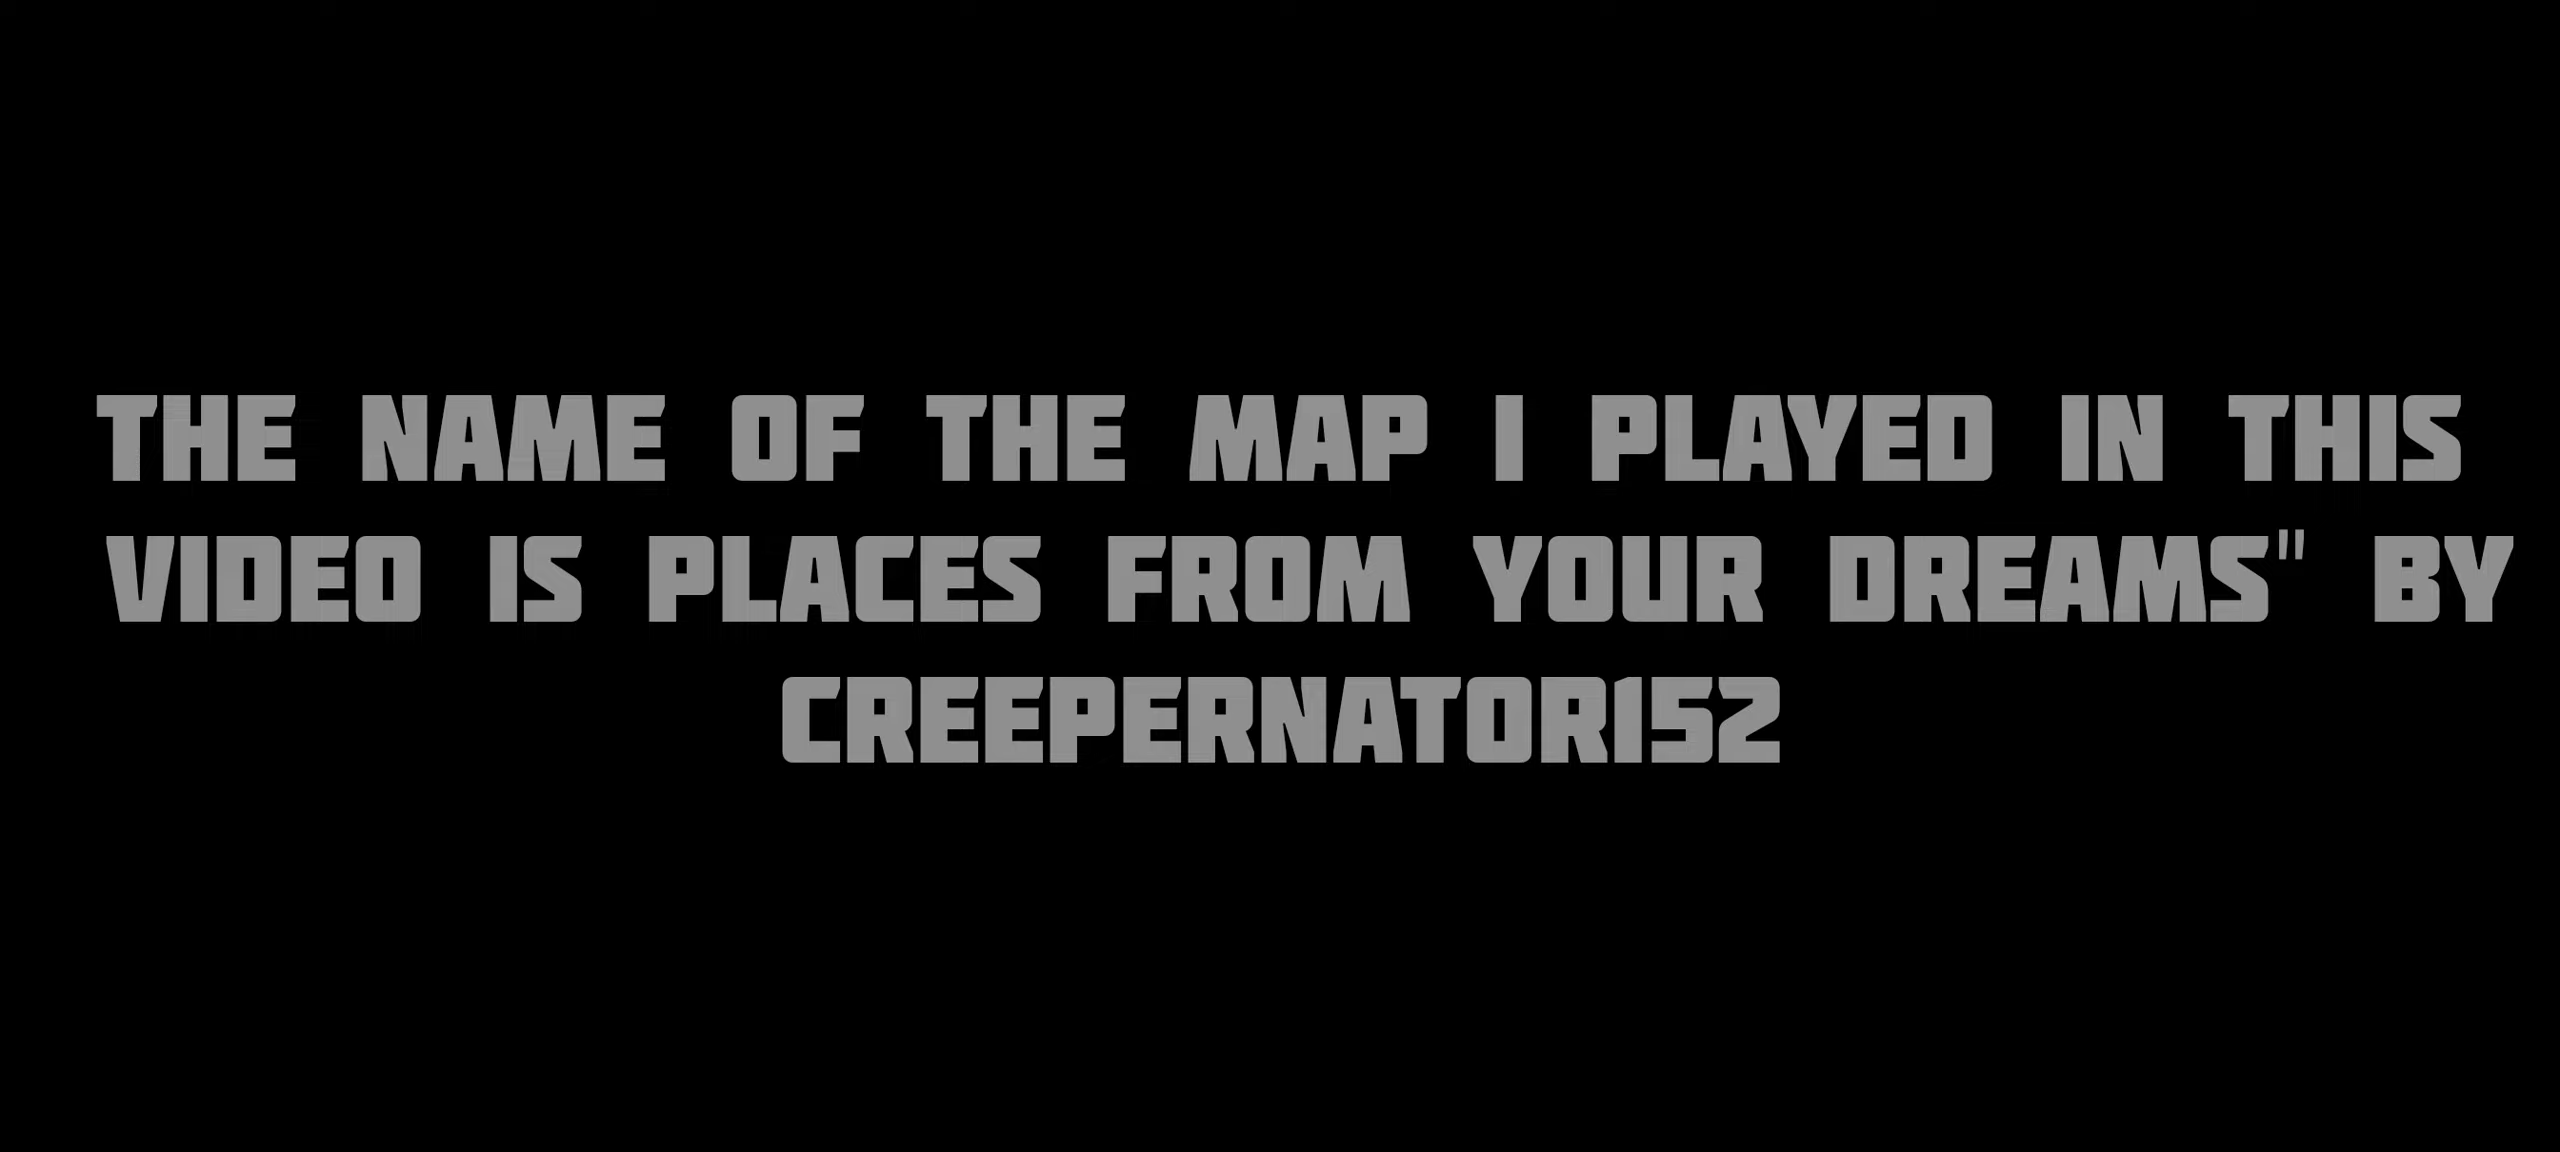 THE NAME OF THE MAP I PLAYED IN THIS
VIDEO IS PLACES FROM YOUR DREAMS" BY
CREEPERNATOR152